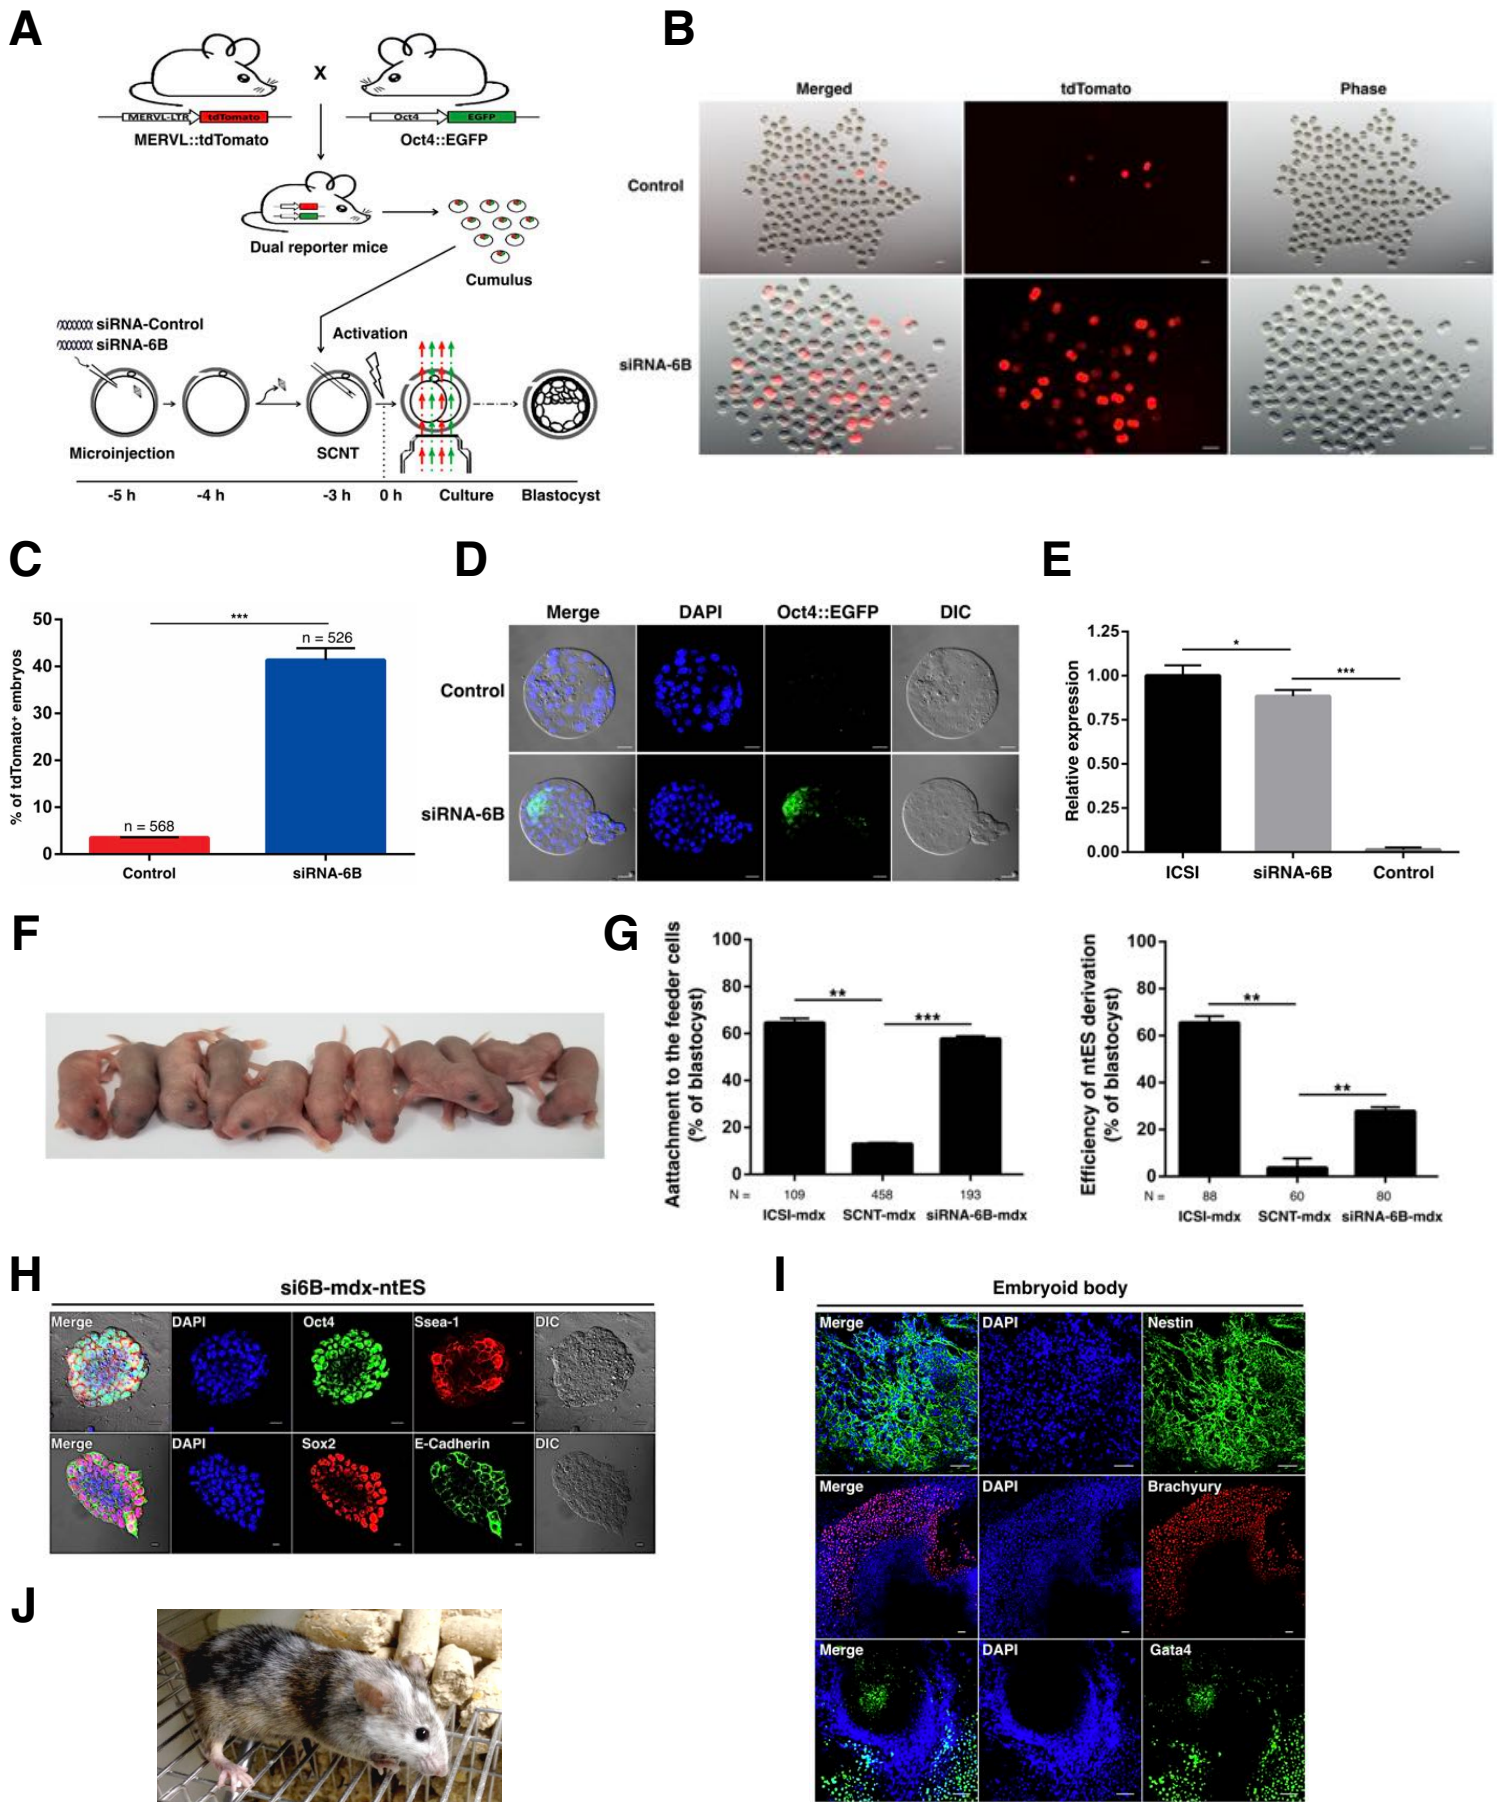 A
X
MERVL-LTR
tdTomato
Oct4
EGFP
MERVL::tdTomato
Oct4::EGFP
Dual reporter mice
Cumulus
siRNA-Control
siRNA-6B
Activation
Microinjection
SCNT
-5 h
-4 h
-3 h
0 h
Culture
Blastocyst
B
Merged
tdTomato
Phase
Control
siRNA-6B
C
% of tdTomato⁺ embryos
50
40
30
20
10
0
***
n = 568
n = 526
Control
siRNA-6B
D
Merge
DAPI
Oct4::EGFP
DIC
Control
siRNA-6B
E
Relative expression
1.25
1.00
0.75
0.50
0.25
0.00
*
***
ICSI
siRNA-6B
Control
F
G
Aattachment to the feeder cells
(% of blastocyst)
100
80
60
40
20
0
**
***
N =
109
458
193
ICSI-mdx
SCNT-mdx
siRNA-6B-mdx
Efficiency of ntES derivation
(% of blastocyst)
100
80
60
40
20
0
**
**
N =
88
60
80
ICSI-mdx
SCNT-mdx
siRNA-6B-mdx
H
si6B-mdx-ntES
Merge
DAPI
Oct4
Ssea-1
DIC
Merge
DAPI
Sox2
E-Cadherin
DIC
I
Embryoid body
Merge
DAPI
Nestin
Merge
DAPI
Brachyury
Merge
DAPI
Gata4
J